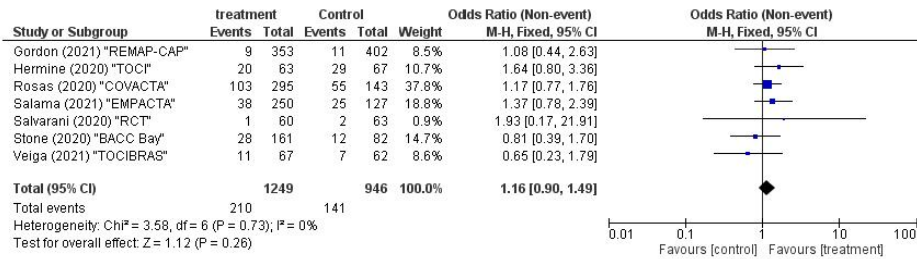 treatment Control Odds Ratio (Non-event) Odds Ratio (Non-event)
Study or Subgroup Events Total Events Total Weight M-H, Fixed, 95% CI M-H, Fixed, 95% CI
Gordon (2021) "REMAP-CAP" 9 353 11 402 8.5% 1.08 [0.44, 2.63]
Hermine (2020) "TOCI" 20 63 29 67 10.7% 1.64 [0.80, 3.36]
Rosas (2020) "COVACTA" 103 295 55 143 37.8% 1.17 [0.77, 1.76]
Salama (2021) "EMPACTA" 38 250 25 127 18.8% 1.37 [0.78, 2.39]
Salvarani (2020) "RCT" 1 60 2 63 0.9% 1.93 [0.17, 21.91]
Stone (2020) "BACC Bay" 28 161 12 82 14.7% 0.81 [0.39, 1.70]
Veiga (2021) "TOCIBRAS" 11 67 7 62 8.6% 0.65 [0.23, 1.79]
Total (95% CI) 1249 946 100.0% 1.16 [0.90, 1.49]
Total events 210 141
Heterogeneity: Chi² = 3.58, df = 6 (P = 0.73); I² = 0%
Test for overall effect: Z = 1.12 (P = 0.26)
0.01 0.1 1 10 100
Favours [control] Favours [treatment]